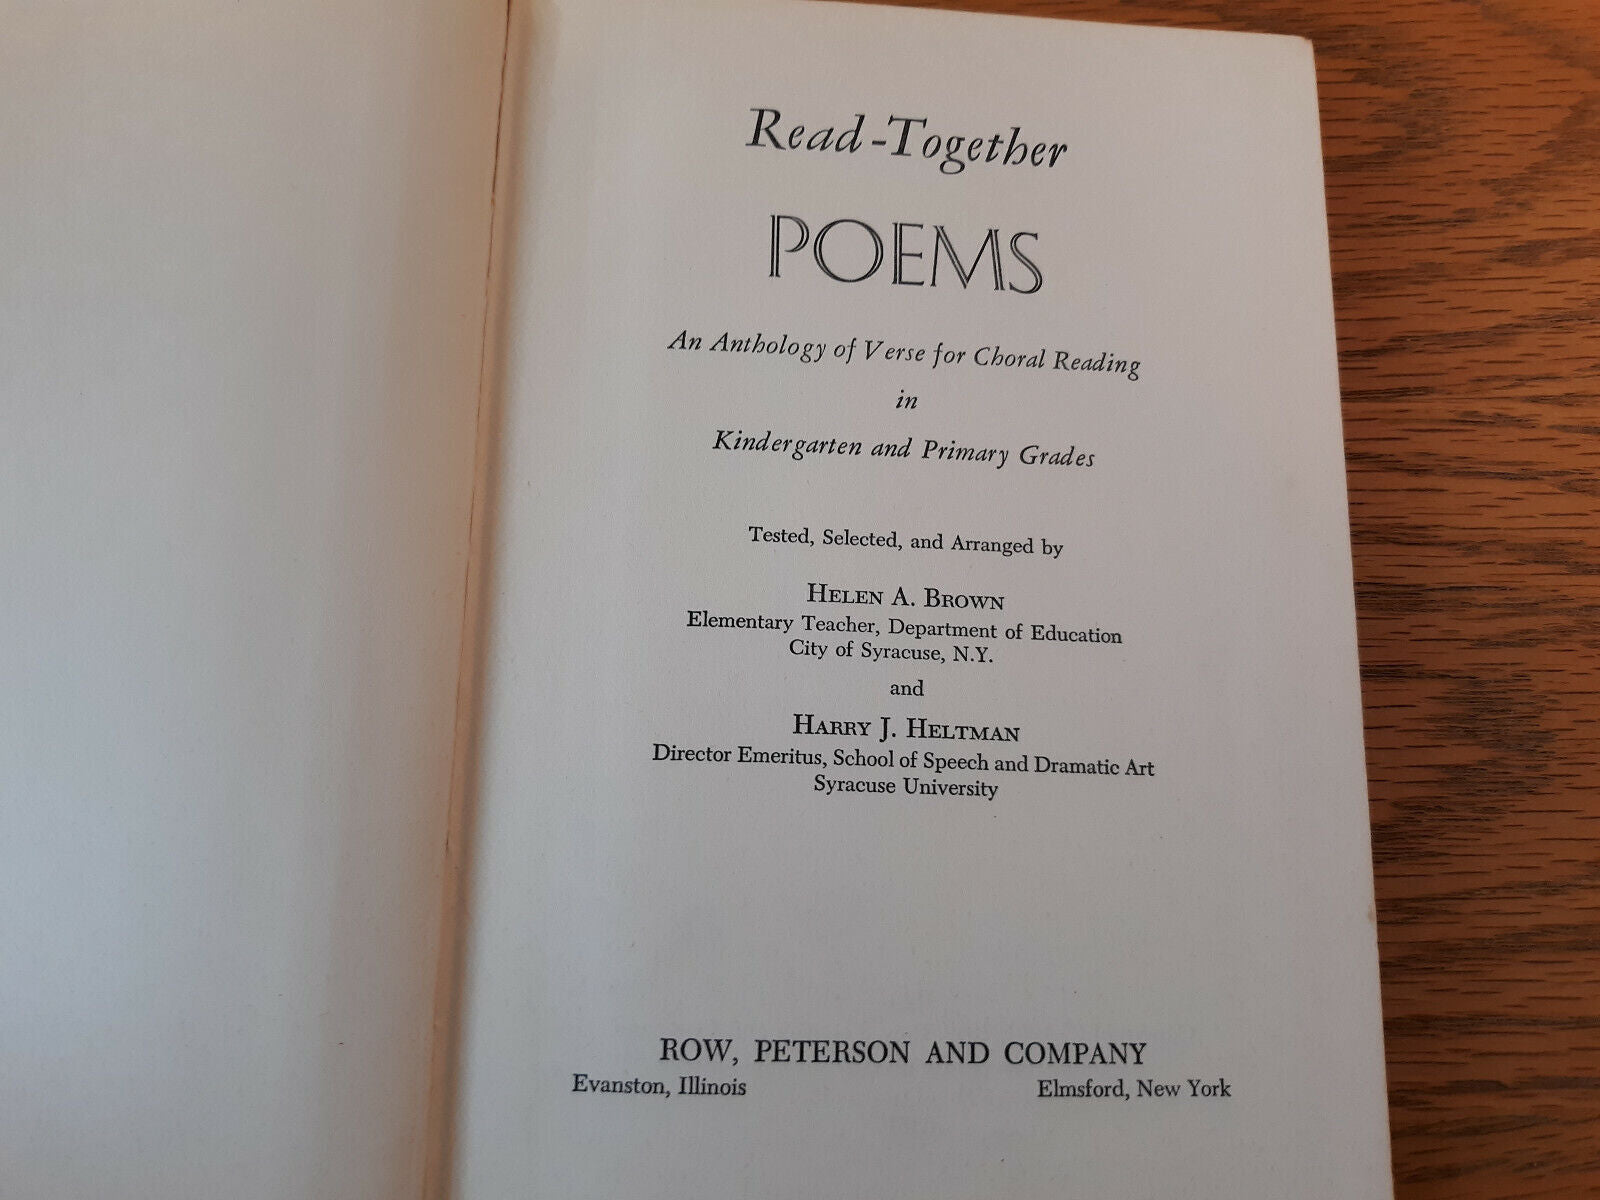 Read-Together
POEMS
An Anthology of Verse for Choral Reading
in
Kindergarten and Primary Grades
Tested, Selected, and Arranged by
HELEN A. BROWN
Elementary Teacher, Department of Education
City of Syracuse, N.Y.
and
HARRY J. HELTMAN
Director Emeritus, School of Speech and Dramatic Art
Syracuse University
ROW, PETERSON AND COMPANY
Evanston, Illinois Elmsford, New York